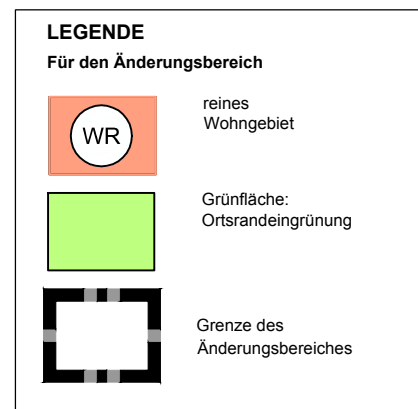 LEGENDE
Für den Änderungsbereich
WR
reines
Wohngebiet
Grünfläche:
Ortsrandeingrünung
Grenze des
Änderungsbereiches